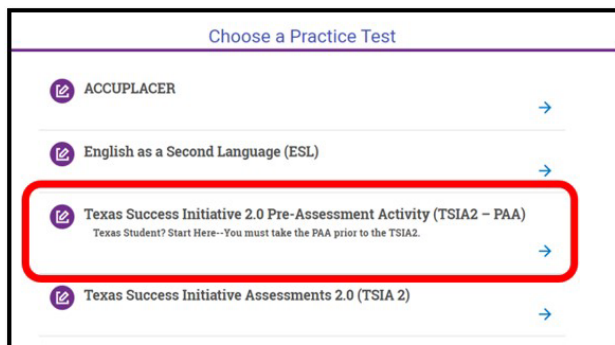 Choose a Practice Test
ACCUPLACER
English as a Second Language (ESL)
Texas Success Initiative 2.0 Pre-Assessment Activity (TSIA2 – PAA)
Texas Student? Start Here--You must take the PAA prior to the TSIA2.
Texas Success Initiative Assessments 2.0 (TSIA 2)